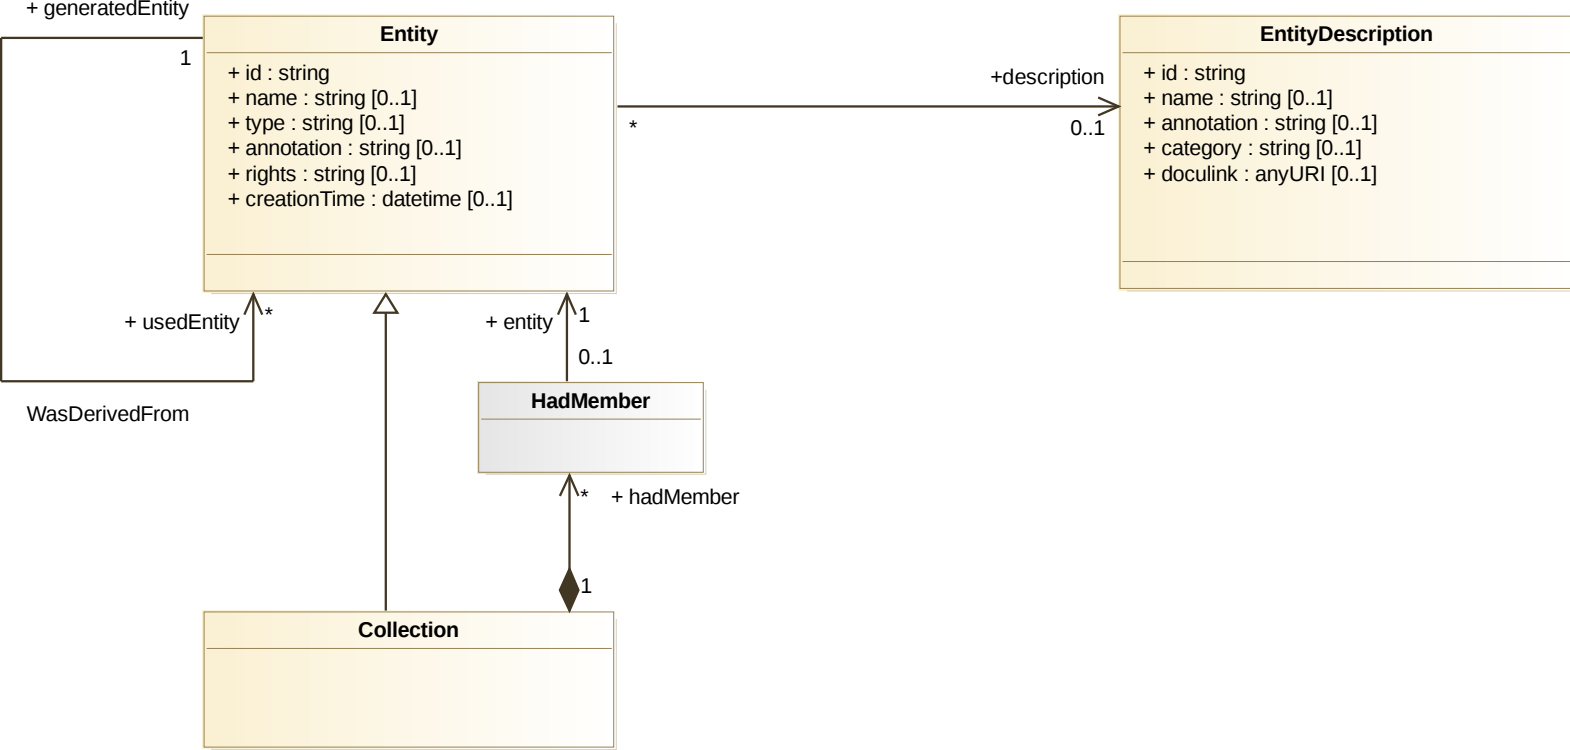 + generatedEntity
1
Entity
+ id : string
+ name : string [0..1]
+ type : string [0..1]
+ annotation : string [0..1]
+ rights : string [0..1]
+ creationTime : datetime [0..1]
+description
*
0..1
EntityDescription
+ id : string
+ name : string [0..1]
+ annotation : string [0..1]
+ category : string [0..1]
+ doculink : anyURI [0..1]
+ usedEntity
*
WasDerivedFrom
+ entity
1
0..1
HadMember
*
+ hadMember
1
Collection